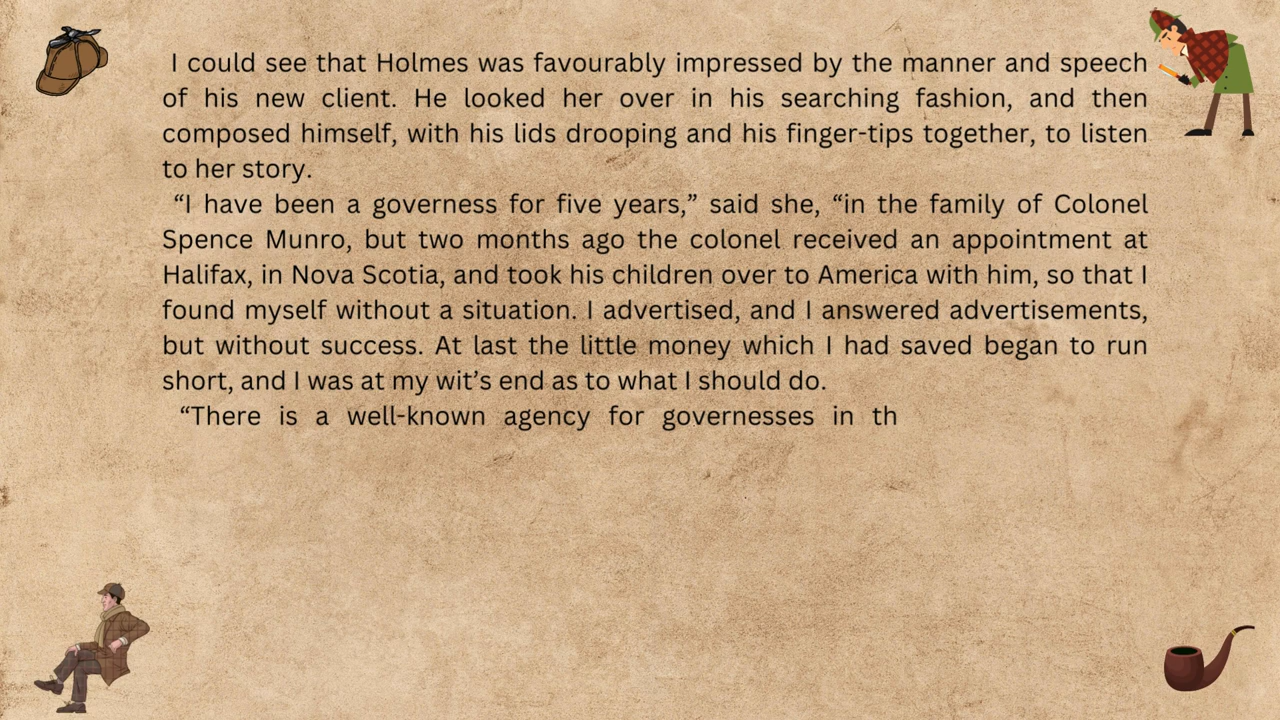 I could see that Holmes was favourably impressed by the manner and speech
of his new client. He looked her over in his searching fashion, and then
composed himself, with his lids drooping and his finger-tips together, to listen
to her story.
“I have been a governess for five years,” said she, “in the family of Colonel
Spence Munro, but two months ago the colonel received an appointment at
Halifax, in Nova Scotia, and took his children over to America with him, so that I
found myself without a situation. I advertised, and I answered advertisements,
but without success. At last the little money which I had saved began to run
short, and I was at my wit’s end as to what I should do.
“There is a well-known agency for governesses in th